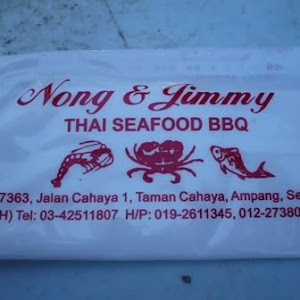 Nong & Jimmy
THAI SEAFOOD BBQ
7363, Jalan Cahaya 1, Taman Cahaya, Ampang, Se
H) Tel: 03-42511807 H/P: 019-2611345, 012-27380